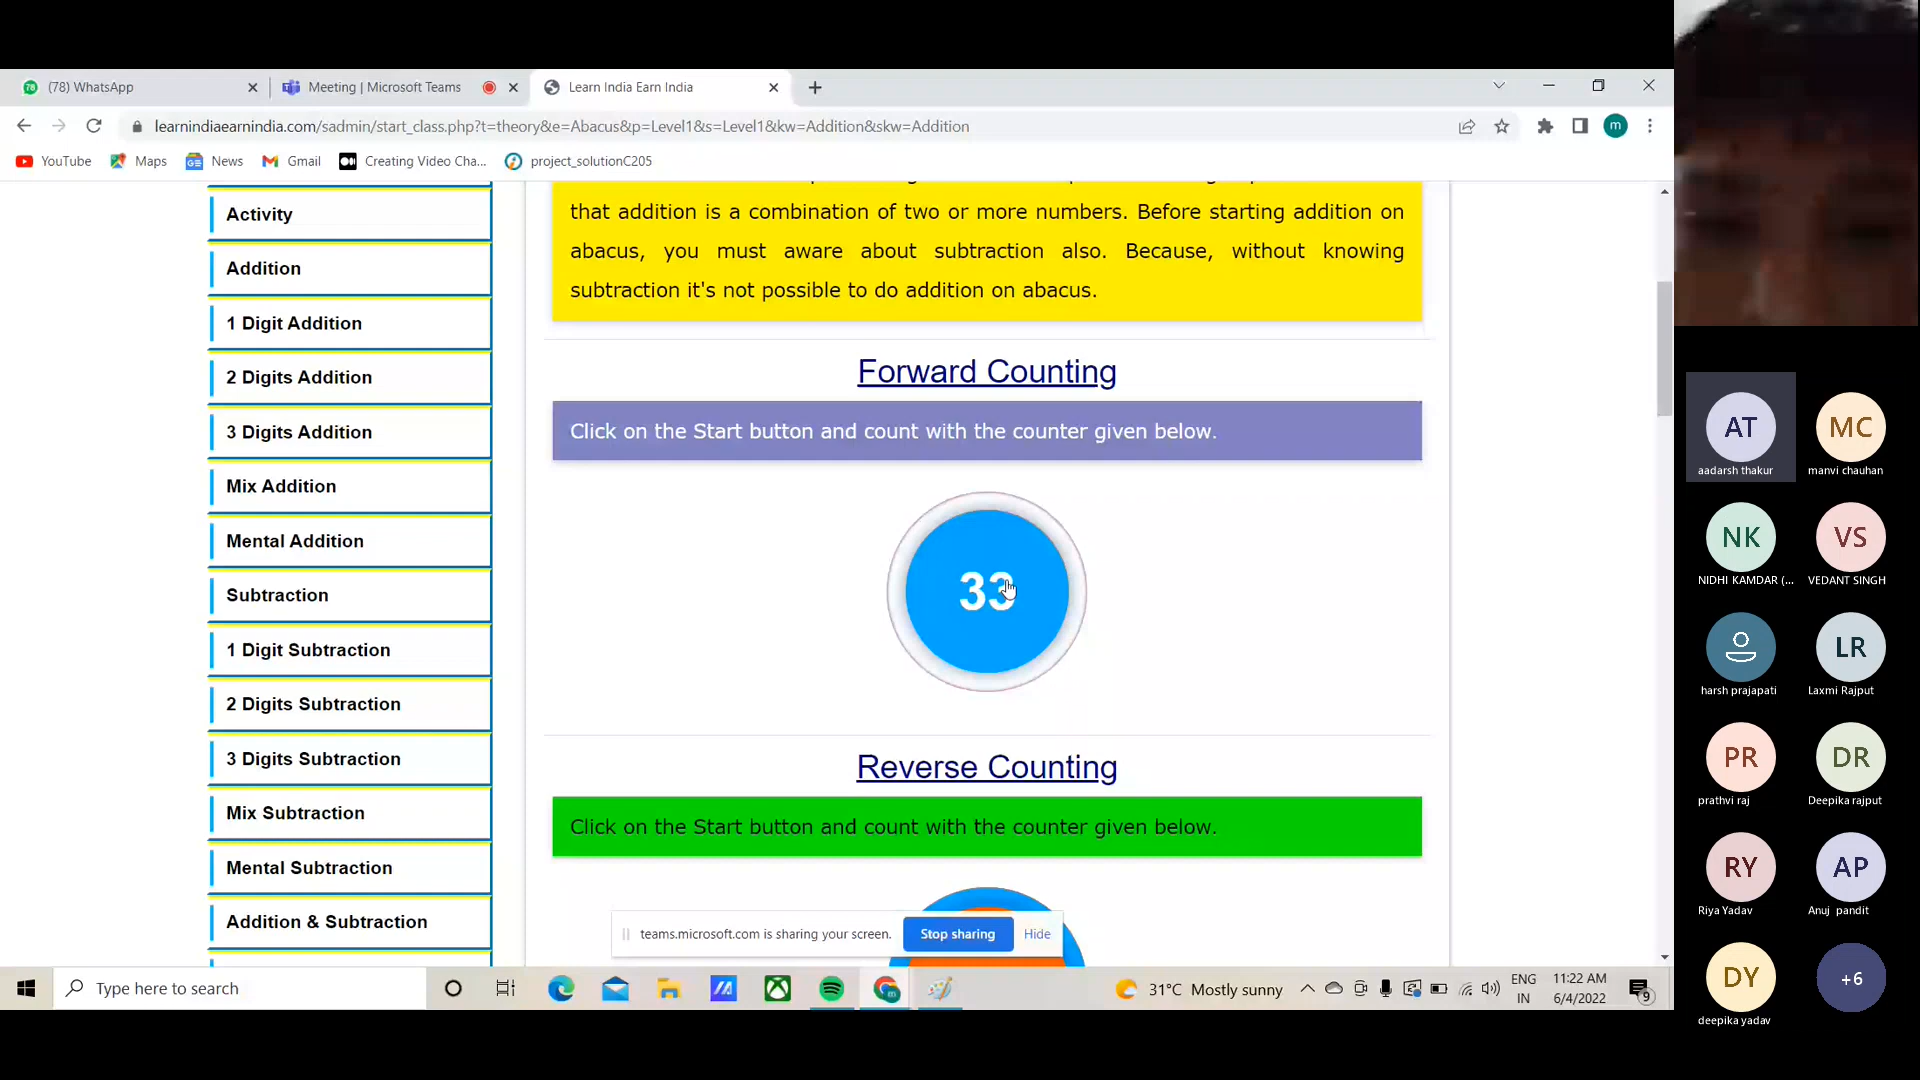 (78) WhatsApp
Meeting | Microsoft Teams
Learn India Earn India
learnindiaearnindia.com/sadmin/start_class.php?t=theory&e=Abacus&p=Level1&s=Level1&kw=Addition&skw=Addition
m
YouTube
Maps
News
Gmail
Creating Video Cha...
project_solutionC205
Activity
Addition
1 Digit Addition
2 Digits Addition
3 Digits Addition
Mix Addition
Mental Addition
Subtraction
1 Digit Subtraction
2 Digits Subtraction
3 Digits Subtraction
Mix Subtraction
Mental Subtraction
Addition & Subtraction
that addition is a combination of two or more numbers. Before starting addition on
abacus, you must aware about subtraction also. Because, without knowing
subtraction it's not possible to do addition on abacus.
Forward Counting
Click on the Start button and count with the counter given below.
33
Reverse Counting
Click on the Start button and count with the counter given below.
teams.microsoft.com is sharing your screen.
Stop sharing
Hide
Type here to search
31°C Mostly sunny
ENG
IN
11:22 AM
6/4/2022
9
AT
aadarsh thakur
MC
manvi chauhan
NK
NIDHI KAMDAR (...
VS
VEDANT SINGH
harsh prajapati
LR
Laxmi Rajput
PR
prathvi raj
DR
Deepika rajput
RY
Riya Yadav
AP
Anuj pandit
DY
deepika yadav
+6